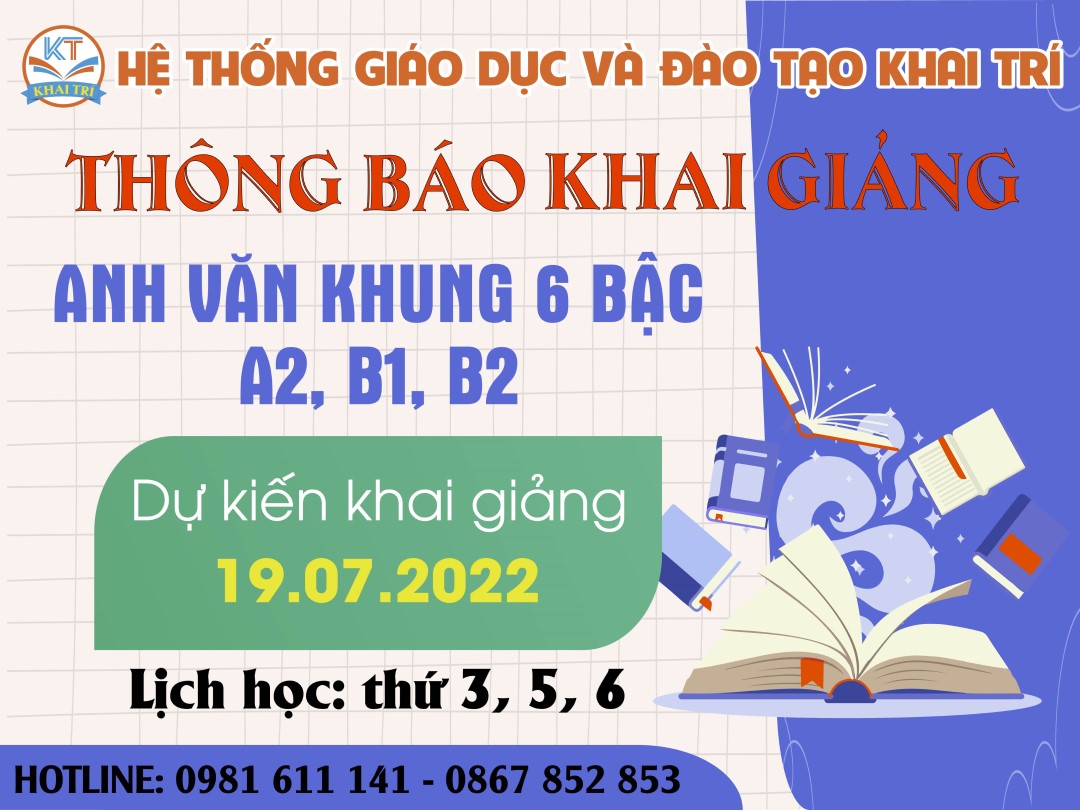 KT
KHAI TRÍ
HỆ THỐNG GIÁO DỤC VÀ ĐÀO TẠO KHAI TRÍ
THÔNG BÁO KHAI GIẢNG
ANH VĂN KHUNG 6 BẬC
A2, B1, B2
Dự kiến khai giảng
19.07.2022
Lịch học: thứ 3, 5, 6
HOTLINE: 0981 611 141 - 0867 852 853